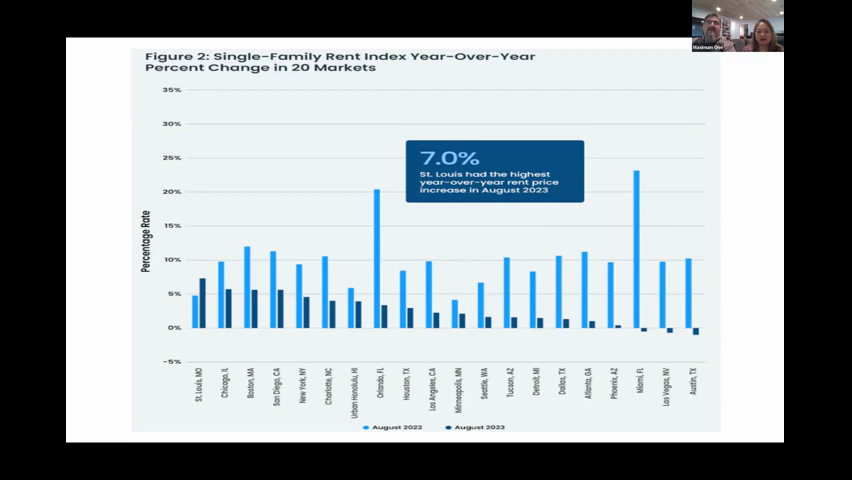 Maximum One
Figure 2: Single-Family Rent Index Year-Over-Year
Percent Change in 20 Markets
35%
30%
25%
20%
15%
10%
5%
0%
-5%
Percentage Rate
7.0%
St. Louis had the highest
year-over-year rent price
increase in August 2023
St. Louis, MO
Chicago, IL
Boston, MA
San Diego, CA
New York, NY
Charlotte, NC
Urban Honolulu, HI
Orlando, FL
Houston, TX
Los Angeles, CA
Minneapolis, MN
Seattle, WA
Tucson, AZ
Detroit, MI
Dallas, TX
Atlanta, GA
Phoenix, AZ
Miami, FL
Las Vegas, NV
Austin, TX
August 2022
August 2023